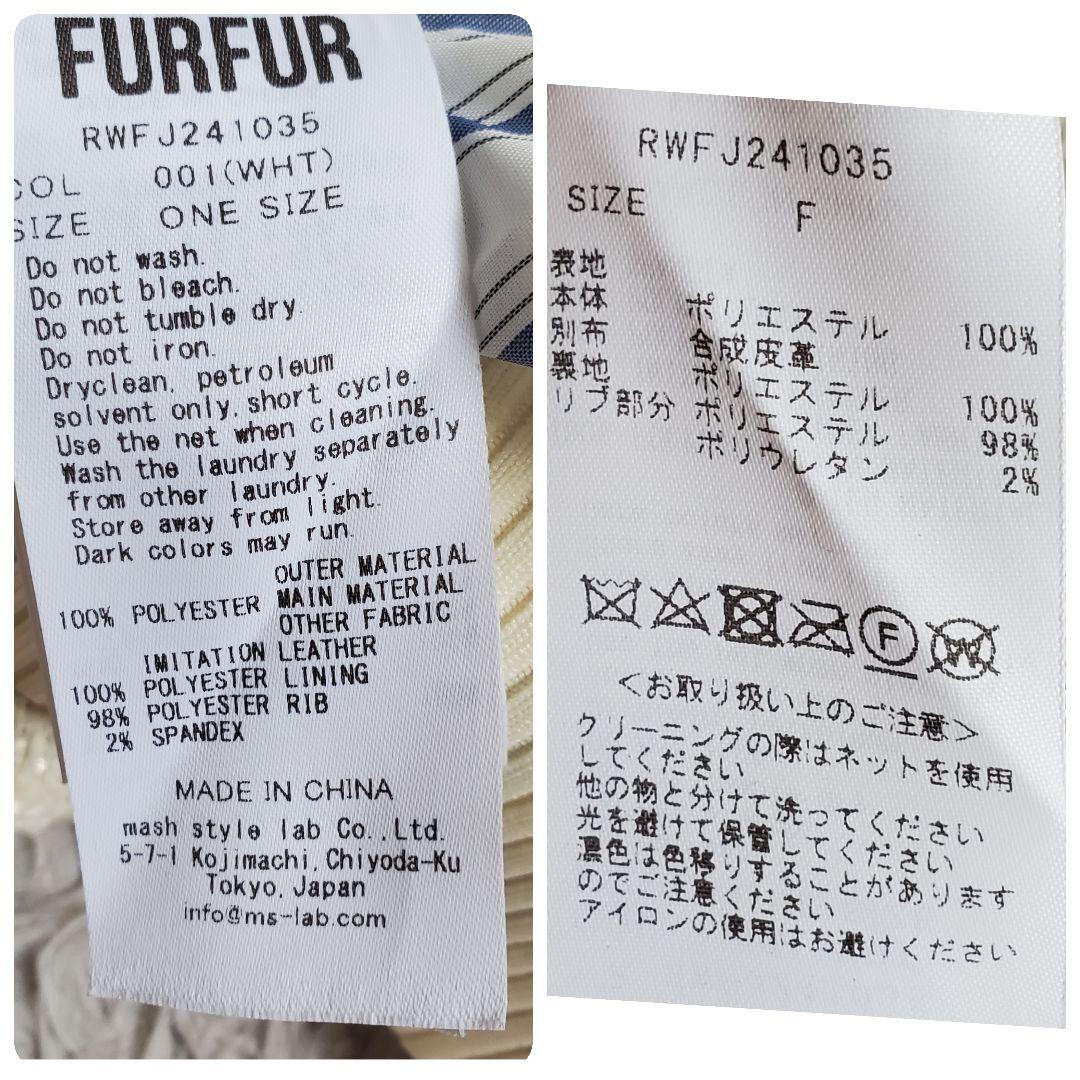 FURFUR
RWFJ241035
COL 001(WHT)
SIZE ONE SIZE
Do not wash.
Do not bleach.
Do not tumble dry.
Do not iron.
Dryclean, petroleum
solvent only, short cycle.
Use the net when cleaning.
Wash the laundry separately
from other laundry.
Store away from light.
Dark colors may run.
OUTER MATERIAL
100% POLYESTER MAIN MATERIAL
OTHER FABRIC
IMITATION LEATHER
100% POLYESTER LINING
98% POLYESTER RIB
2% SPANDEX
MADE IN CHINA
mash style lab Co.,Ltd.
5-7-1 Kojimachi,Chiyoda-Ku
Tokyo,Japan
info@ms-lab.com
RWFJ241035
SIZE F
表地
本体 ポリエステル 100%
別布 合成皮革
裏地 ポリエステル 100%
リブ部分 ポリエステル 98%
ポリウレタン 2%
F W
<お取り扱い上のご注意>
クリーニングの際はネットを使用
してください
他の物と分けて洗ってください
光を避けて保管してください
濃色は色移りすることがあります
のでご注意ください
アイロンの使用はお避けください